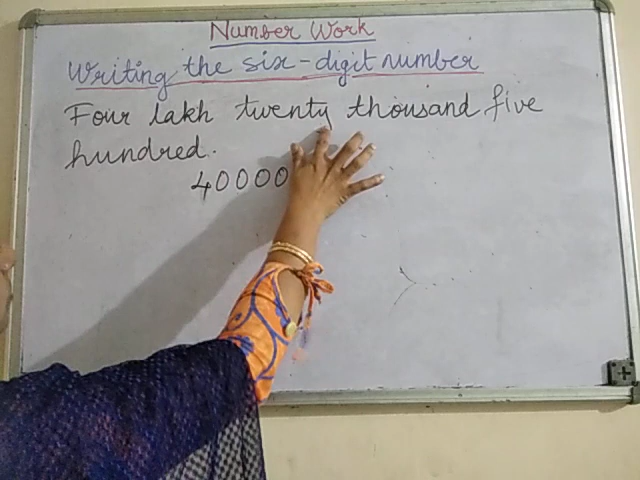 Number Work
Writing the six-digit number
Four lakh twenty thousand five
hundred.
40000